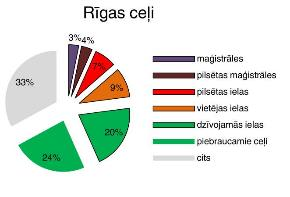 Rīgas ceļi
3%
4%
7%
9%
20%
24%
33%
maģistrāles
pilsētas maģistrāles
pilsētas ielas
vietējas ielas
dzīvojamās ielas
piebraucamie ceļi
cits